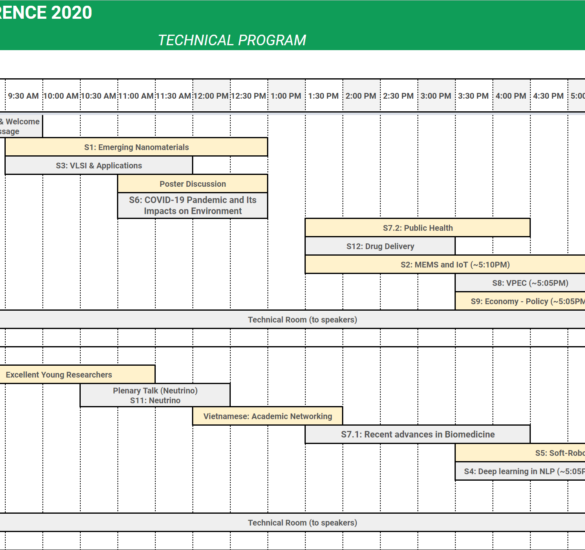 RENCE 2020
TECHNICAL PROGRAM
9:30 AM 10:00 AM 10:30 AM 11:00 AM 11:30 AM 12:00 PM 12:30 PM 1:00 PM 1:30 PM 2:00 PM 2:30 PM 3:00 PM 3:30 PM 4:00 PM 4:30 PM 5:00
& Welcome
ssage
S1: Emerging Nanomaterials
S3: VLSI & Applications
Poster Discussion
S6: COVID-19 Pandemic and Its
Impacts on Environment
S7.2: Public Health
S12: Drug Delivery
S2: MEMS and IoT (~5:10PM)
S8: VPEC (~5:05PM)
S9: Economy - Policy (~5:05PM
Technical Room (to speakers)
Excellent Young Researchers
Plenary Talk (Neutrino)
S11: Neutrino
Vietnamese: Academic Networking
S7.1: Recent advances in Biomedicine
S5: Soft-Robo
S4: Deep learning in NLP (~5:05P
Technical Room (to speakers)